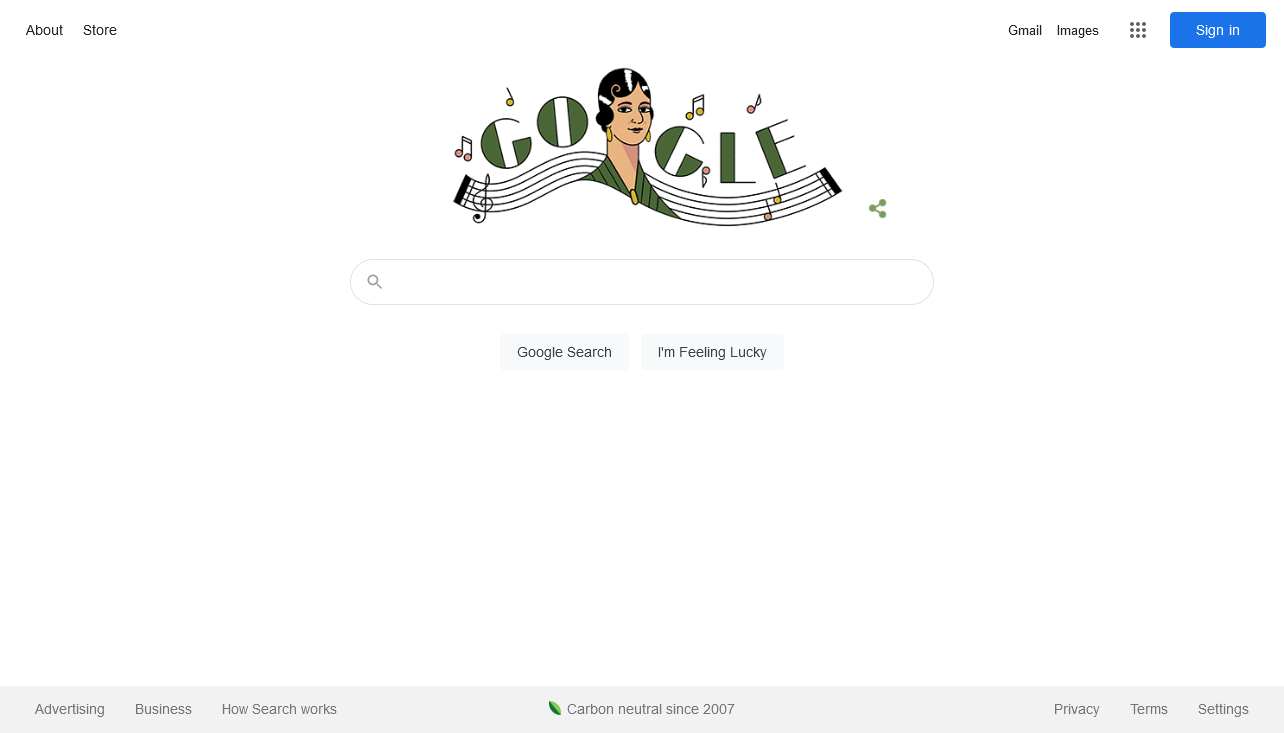 About Store
Gmail Images
Sign in
GOOGLE
Google Search
I'm Feeling Lucky
Advertising Business How Search works
Carbon neutral since 2007
Privacy Terms Settings